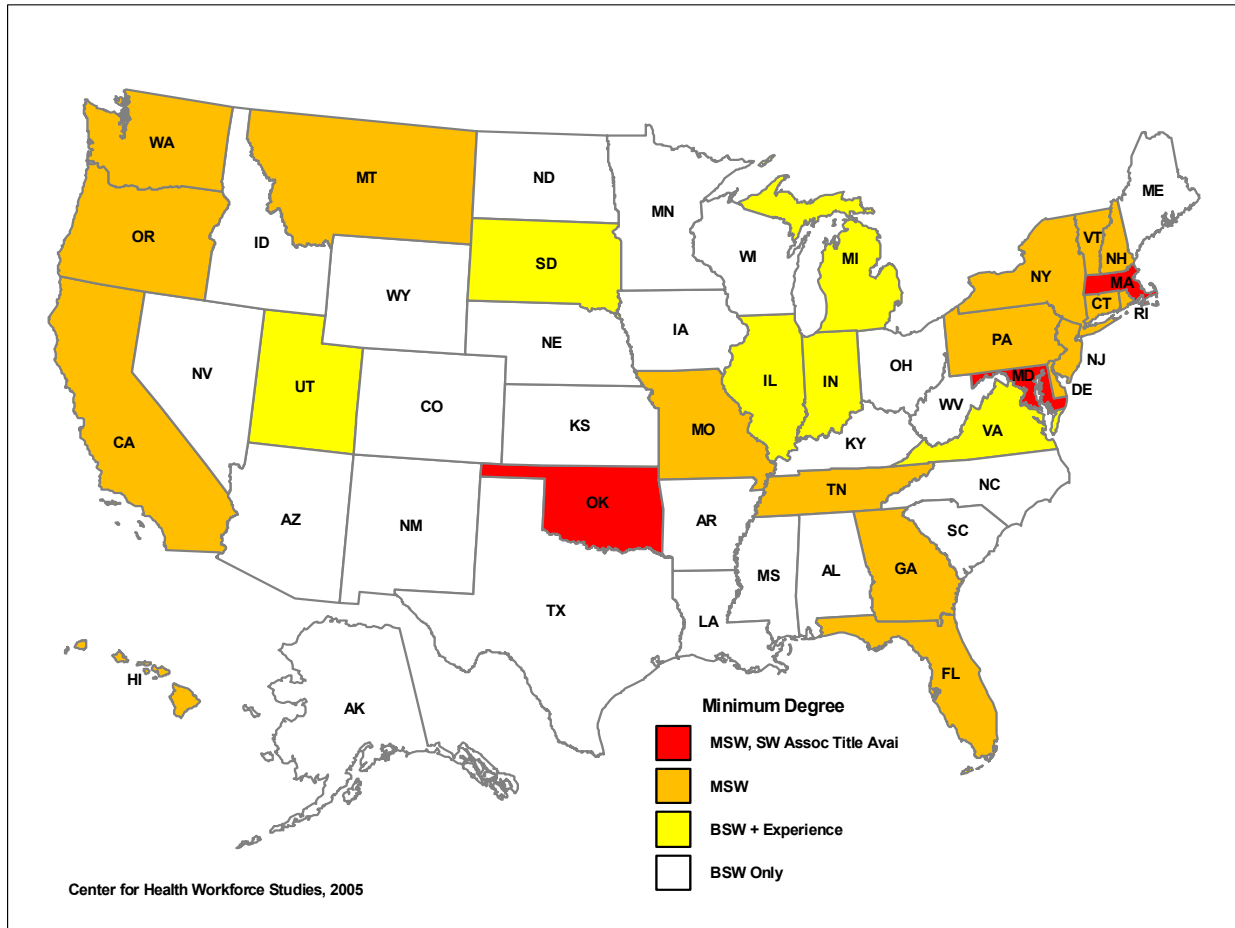 WA
MT
ND
MN
ME
OR
ID
SD
WI
MI
VT
NH
NY
MA
WY
CT
RI
IA
PA
NE
NJ
NV
UT
IL
IN
OH
MD
DE
CO
WV
KS
MO
KY
VA
CA
TN
NC
AZ
NM
OK
AR
SC
MS
AL
GA
TX
LA
HI
AK
FL
Minimum Degree
MSW, SW Assoc Title Avai
MSW
BSW + Experience
BSW Only
Center for Health Workforce Studies, 2005